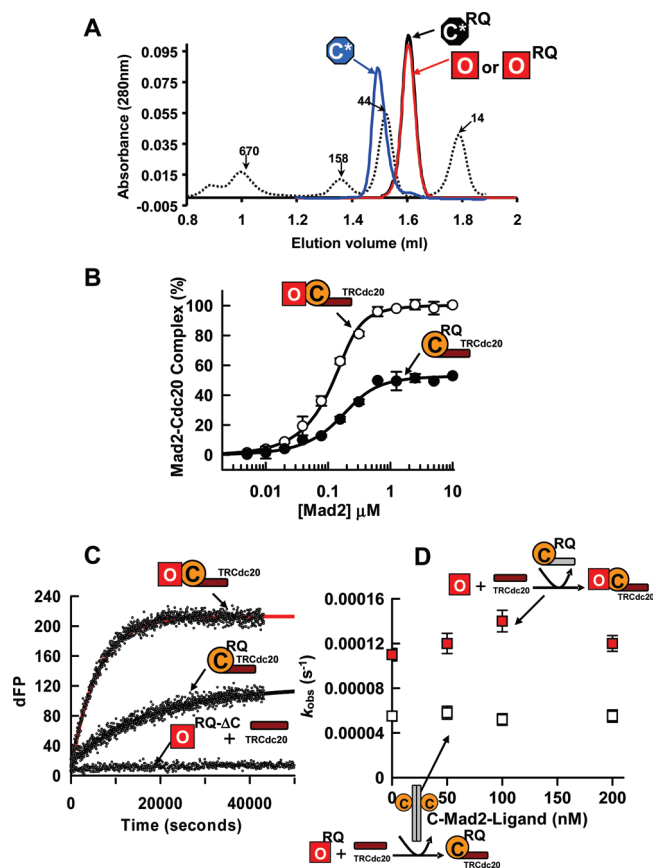 A
Absorbance (280nm)
0.095
0.075
0.055
0.035
0.015
-0.005
C*
C* RQ
O or O RQ
670
158
44
14
0.8 1 1.2 1.4 1.6 1.8 2
Elution volume (ml)
B
Mad2-Cdc20 Complex (%)
100
80
60
40
20
0
O C TRCdc20
C RQ TRCdc20
0.01 0.1 1 10
[Mad2] µM
C
dFP
240
200
160
120
80
40
0
O C TRCdc20
C RQ TRCdc20
O RQ-ΔC + TRCdc20
0 20000 40000
Time (seconds)
D
C RQ
O + TRCdc20 O C TRCdc20
kobs (s-1)
0.00016
0.00012
0.00008
0.00004
0
0 50 100 150 200
C-Mad2-Ligand (nM)
C C
O RQ + TRCdc20 C RQ TRCdc20